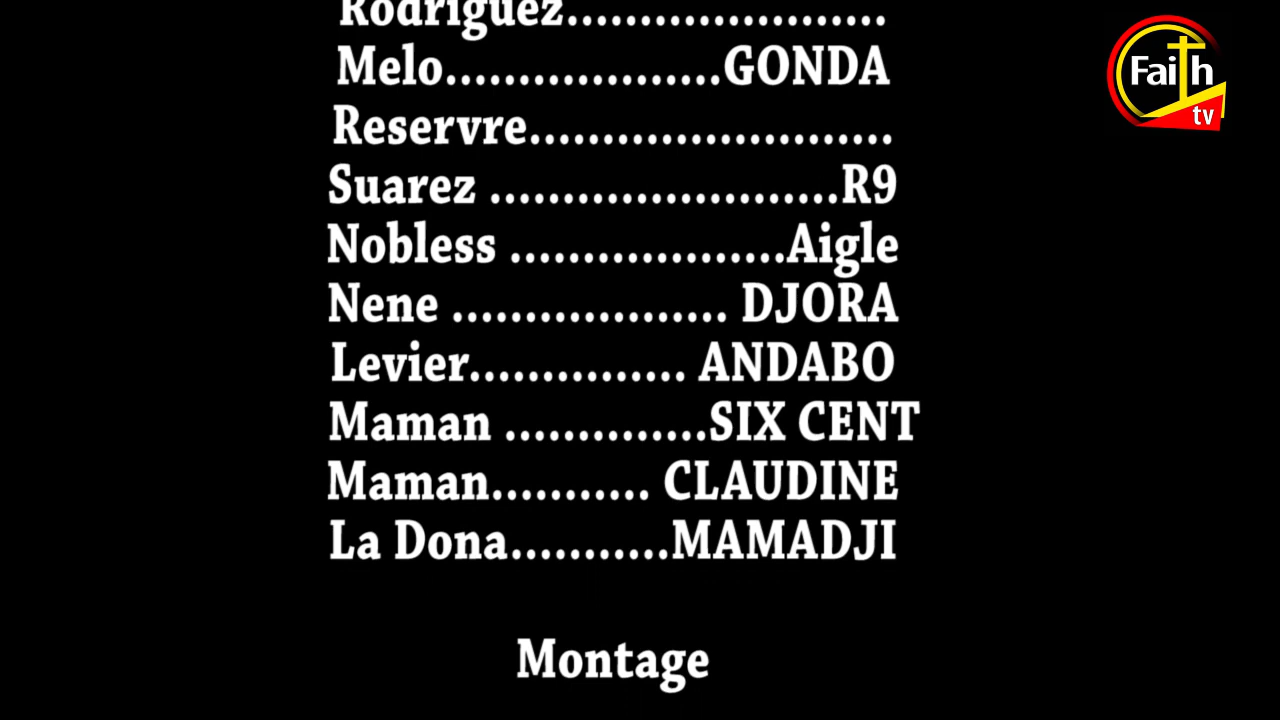 Rodriguez......................
Melo...................GONDA
Reservre.........................
Suarez ........................R9
Nobless ...................Aigle
Nene ................... DJORA
Levier............... ANDABO
Maman ..............SIX CENT
Maman........... CLAUDINE
La Dona...........MAMADJI
Montage
Faith
tv